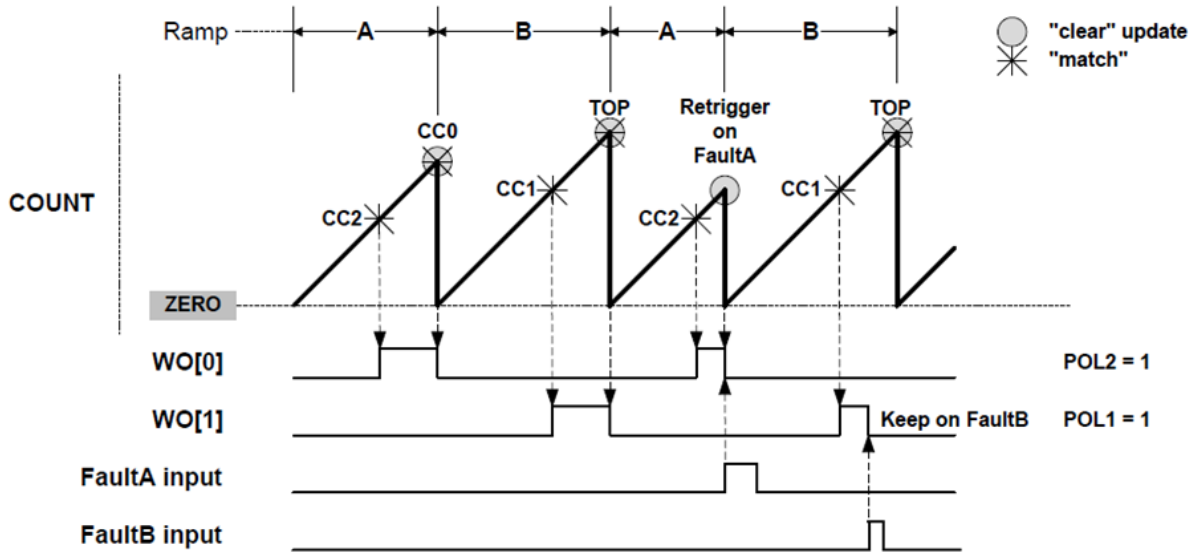 Ramp
A
B
A
B
"clear" update
"match"
TOP
Retrigger
on
FaultA
TOP
CC0
COUNT
CC2
CC1
CC2
CC1
ZERO
WO[0]
POL2 = 1
WO[1]
Keep on FaultB
POL1 = 1
FaultA input
FaultB input